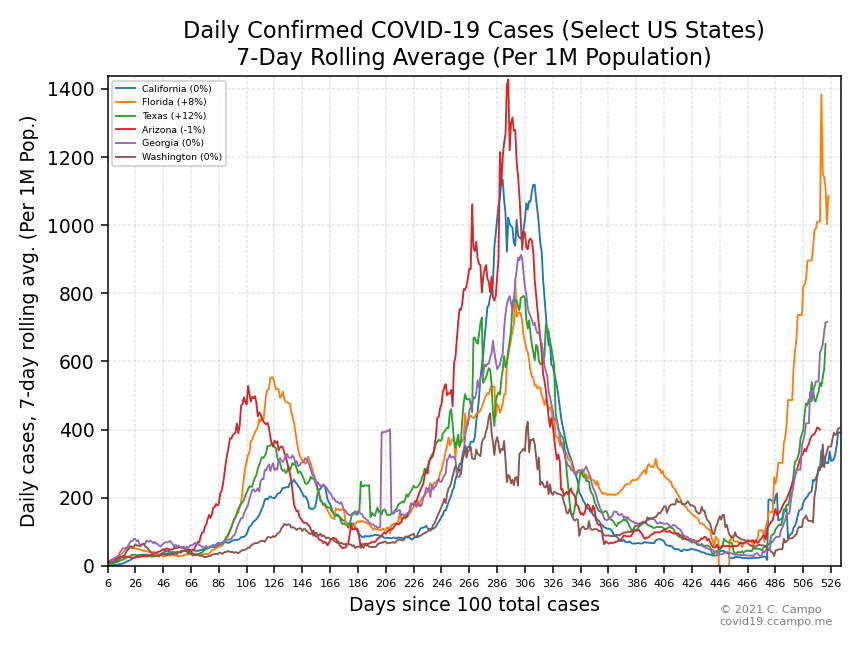 Daily Confirmed COVID-19 Cases (Select US States)
7-Day Rolling Average (Per 1M Population)
Daily cases, 7-day rolling avg. (Per 1M Pop.)
1400
1200
1000
800
600
400
200
0
California (0%)
Florida (+8%)
Texas (+12%)
Arizona (-1%)
Georgia (0%)
Washington (0%)
6 26 46 66 86 106 126 146 166 186 206 226 246 266 286 306 326 346 366 386 406 426 446 466 486 506 526
Days since 100 total cases
© 2021 C. Campo
covid19.ccampo.me